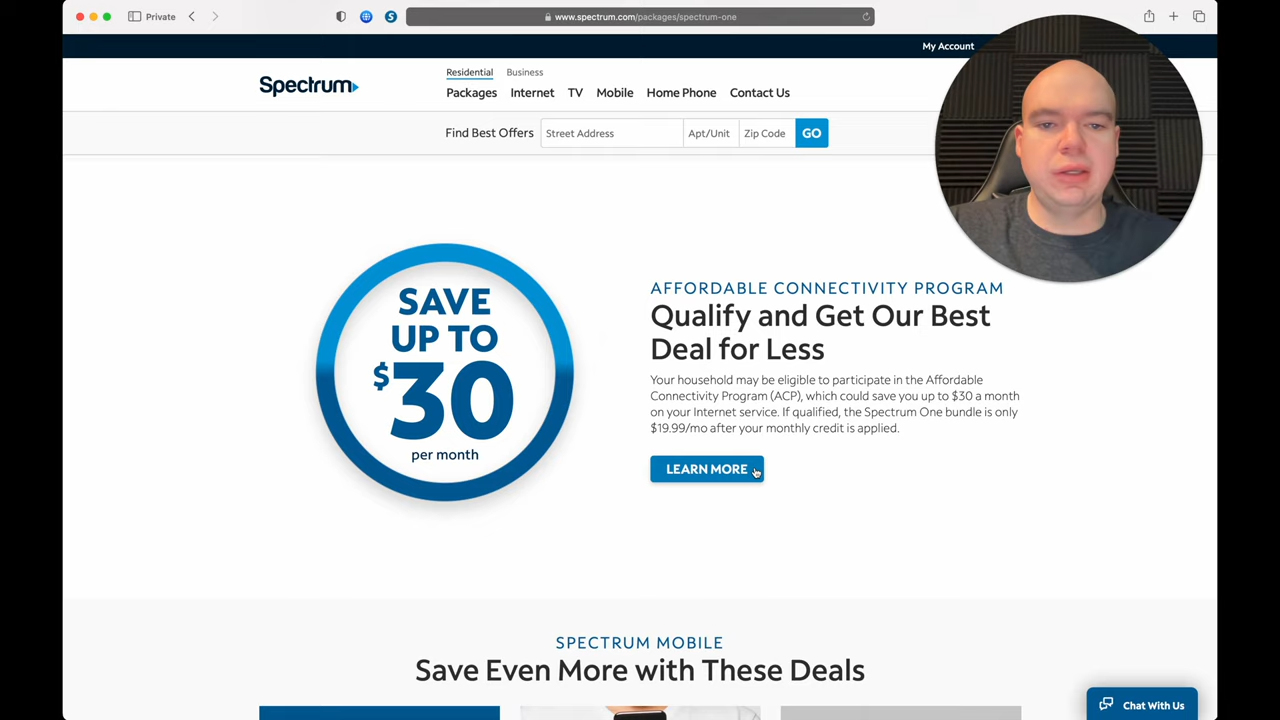 Private
www.spectrum.com/packages/spectrum-one
My Account
Residential Business
Spectrum
Packages Internet TV Mobile Home Phone Contact Us
Find Best Offers Street Address Apt/Unit Zip Code GO
SAVE
UP TO
$30
per month
AFFORDABLE CONNECTIVITY PROGRAM
Qualify and Get Our Best
Deal for Less
Your household may be eligible to participate in the Affordable
Connectivity Program (ACP), which could save you up to $30 a month
on your Internet service. If qualified, the Spectrum One bundle is only
$19.99/mo after your monthly credit is applied.
LEARN MORE
SPECTRUM MOBILE
Save Even More with These Deals
Chat With Us